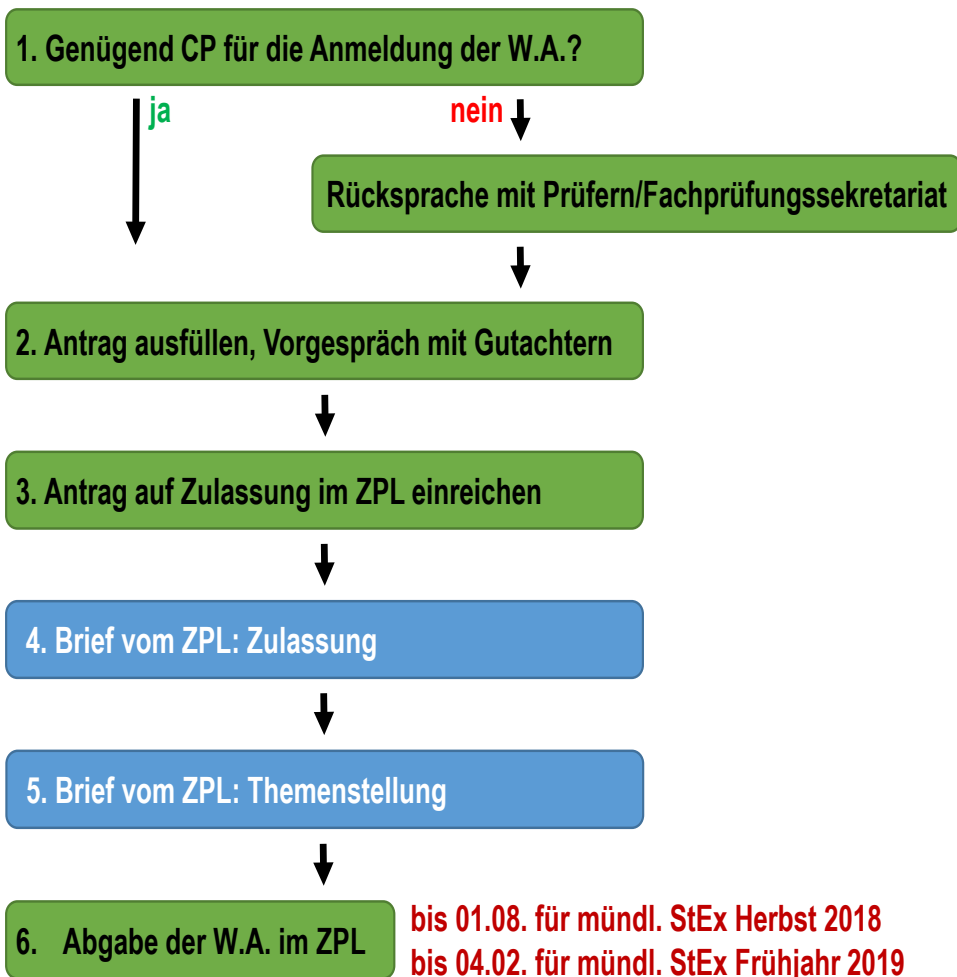 1. Genügend CP für die Anmeldung der W.A.?
ja
nein
Rücksprache mit Prüfern/Fachprüfungssekretariat
2. Antrag ausfüllen, Vorgespräch mit Gutachtern
3. Antrag auf Zulassung im ZPL einreichen
4. Brief vom ZPL: Zulassung
5. Brief vom ZPL: Themenstellung
6. Abgabe der W.A. im ZPL
bis 01.08. für mündl. StEx Herbst 2018
bis 04.02. für mündl. StEx Frühjahr 2019